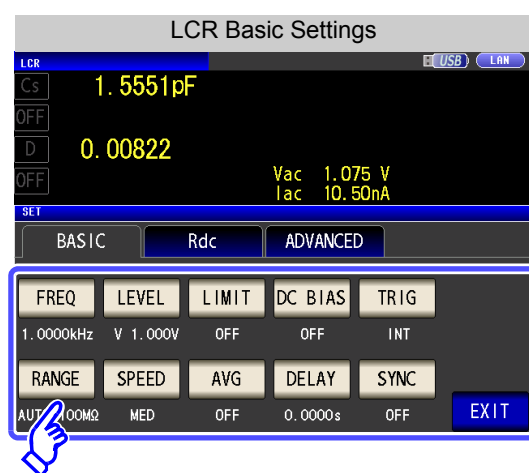 LCR Basic Settings
LCR USB LAN
Cs 1.5551pF
OFF
D 0.00822
OFF
Vac 1.075 V
Iac 10.50nA
SET
BASIC Rdc ADVANCED
FREQ LEVEL LIMIT DC BIAS TRIG
1.0000kHz V 1.000V OFF OFF INT
RANGE SPEED AVG DELAY SYNC
MED OFF 0.0000s OFF EXIT